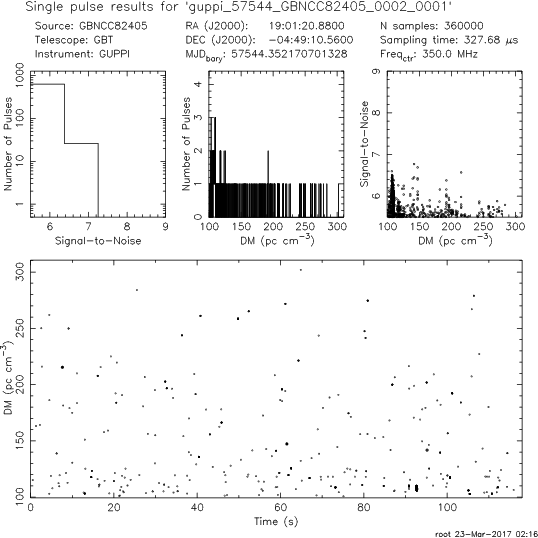 Single pulse results for 'guppi_57544_GBNCC82405_0002_0001'
Source: GBNCC82405 RA (J2000): 19:01:20.8800 N samples: 360000
Telescope: GBT DEC (J2000): −04:49:10.5600 Sampling time: 327.68 μs
Instrument: GUPPI MJD_bary: 57544.352170701328 Freq_ctr: 350.0 MHz
Number of Pulses
1 10 100 1000
6 7 8 9
Signal-to-Noise
Number of Pulses
0 1 2 3 4
100 150 200 250 300
DM (pc cm⁻³)
Signal-to-Noise
6 7 8 9
100 150 200 250 300
DM (pc cm⁻³)
DM (pc cm⁻³)
100 150 200 250 300
0 20 40 60 80 100
Time (s)
root 23-Mar-2017 02:16